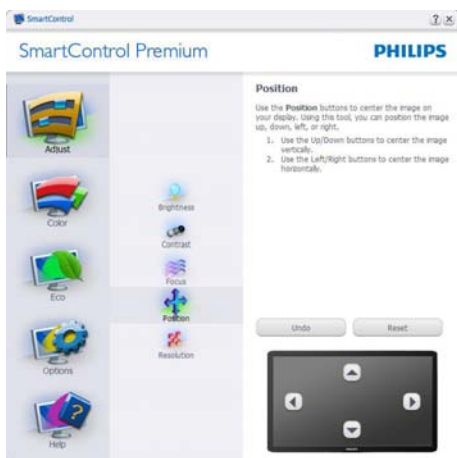 SmartControl
SmartControl Premium
PHILIPS
Adjust
Color
Eco
Options
Help
Brightness
Contrast
Focus
Position
Resolution
Position
Use the Position buttons to center the image on
your display. Using this tool, you can position the image
up, down, left, or right.
1. Use the Up/Down buttons to center the image
vertically.
2. Use the Left/Right buttons to center the image
horizontally.
Undo
Reset